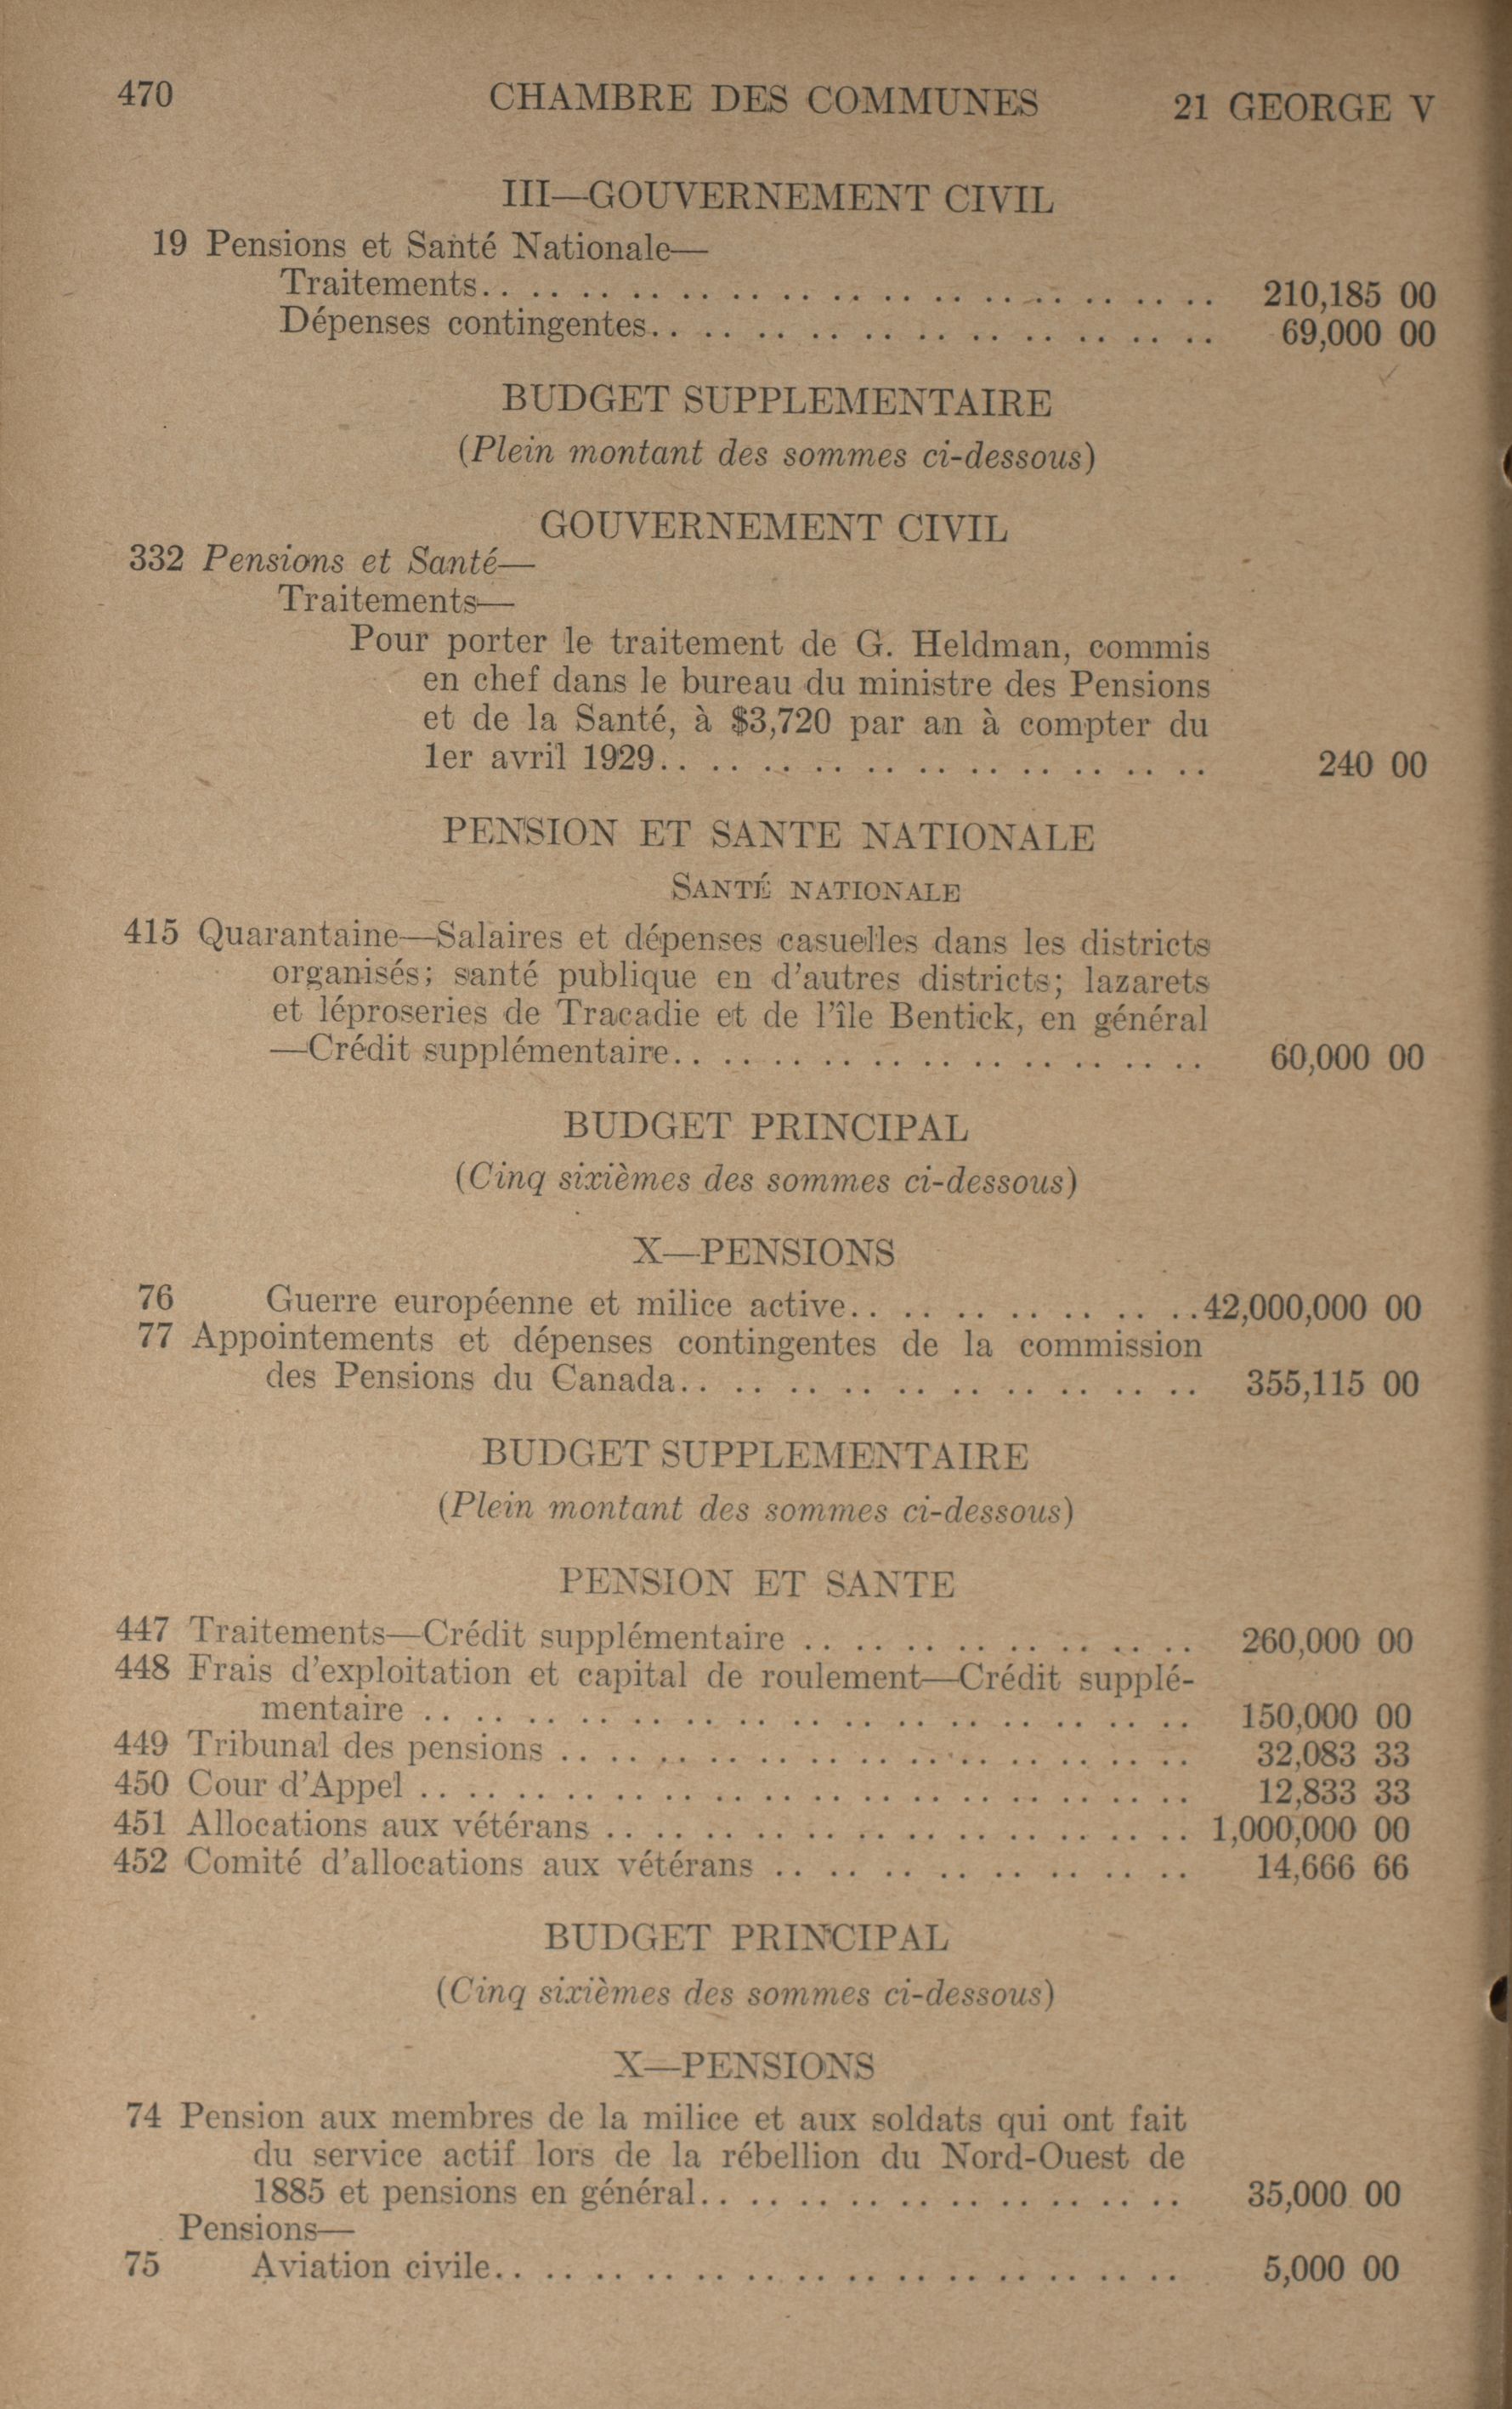 470 CHAMBRE DES COMMUNES 21 GEORGE V
III—GOUVERNEMENT CIVIL
19 Pensions et Santé Nationale—
Traitements.. .. .. .. .. .. .. .. .. .. .. .. .. .. .. 210,185 00
Dépenses contingentes.. .. .. .. .. .. .. .. .. .. .. 69,000 00
BUDGET SUPPLEMENTAIRE
(Plein montant des sommes ci-dessous)
GOUVERNEMENT CIVIL
332 Pensions et Santé—
Traitements—
Pour porter le traitement de G. Heldman, commis
en chef dans le bureau du ministre des Pensions
et de la Santé, à $3,720 par an à compter du
1er avril 1929.. .. .. .. .. .. .. .. .. .. .. 240 00
PENSION ET SANTE NATIONALE
SANTÉ NATIONALE
415 Quarantaine—Salaires et dépenses casuelles dans les districts
organisés; santé publique en d'autres districts; lazarets
et léproseries de Tracadie et de l'île Bentick, en général
—Crédit supplémentaire.. .. .. .. .. .. .. .. .. .. .. 60,000 00
BUDGET PRINCIPAL
(Cinq sixièmes des sommes ci-dessous)
X—PENSIONS
76 Guerre européenne et milice active.. .. .. .. .. .. ..42,000,000 00
77 Appointements et dépenses contingentes de la commission
des Pensions du Canada.. .. .. .. .. .. .. .. .. .. 355,115 00
BUDGET SUPPLEMENTAIRE
(Plein montant des sommes ci-dessous)
PENSION ET SANTE
447 Traitements—Crédit supplémentaire .. .. .. .. .. .. .. .. 260,000 00
448 Frais d'exploitation et capital de roulement—Crédit supplé-
mentaire .. .. .. .. .. .. .. .. .. .. .. .. .. .. .. 150,000 00
449 Tribunal des pensions .. .. .. .. .. .. .. .. .. .. .. .. .. 32,083 33
450 Cour d'Appel .. .. .. .. .. .. .. .. .. .. .. .. .. .. .. .. 12,833 33
451 Allocations aux vétérans .. .. .. .. .. .. .. .. .. .. .. .. 1,000,000 00
452 Comité d'allocations aux vétérans .. .. .. .. .. .. .. .. 14,666 66
BUDGET PRINCIPAL
(Cinq sixièmes des sommes ci-dessous)
X—PENSIONS
74 Pension aux membres de la milice et aux soldats qui ont fait
du service actif lors de la rébellion du Nord-Ouest de
1885 et pensions en général.. .. .. .. .. .. .. .. .. .. 35,000 00
Pensions—
75 Aviation civile.. .. .. .. .. .. .. .. .. .. .. .. .. .. 5,000 00